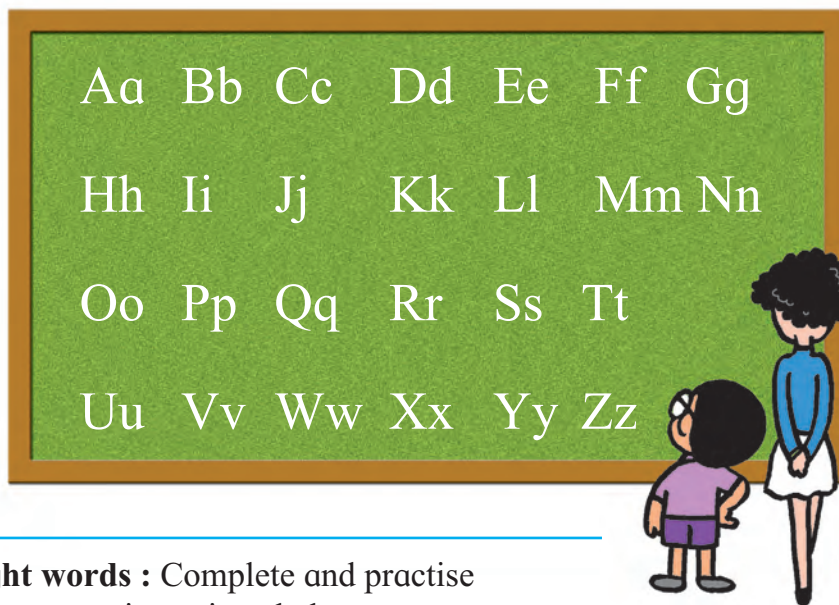 Aa Bb Cc Dd Ee Ff Gg
Hh Ii Jj Kk Ll Mm Nn
Oo Pp Qq Rr Ss Tt
Uu Vv Ww Xx Yy Zz
words : Complete and practise